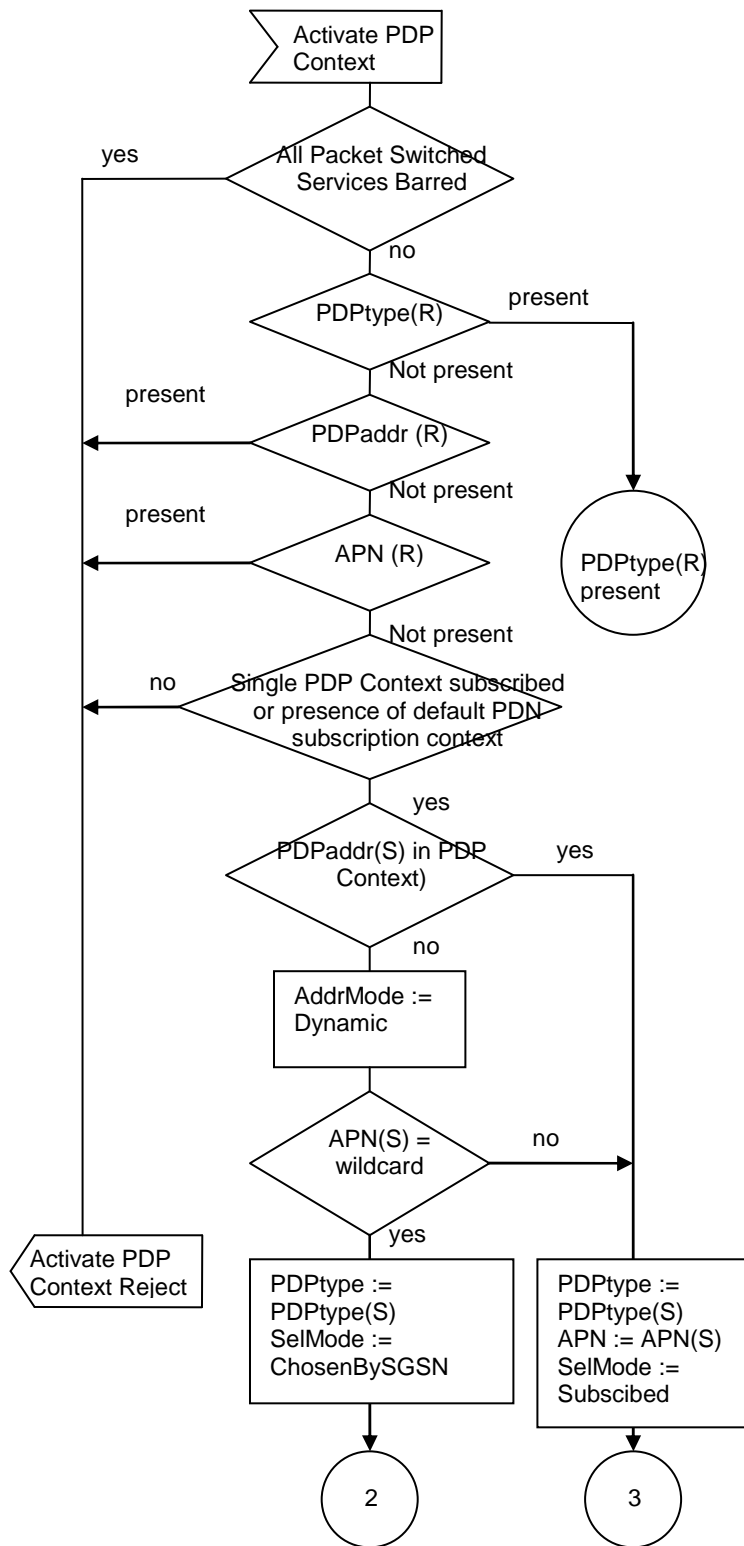 Activate PDP
Context
yes
All Packet Switched
Services Barred
no
PDPtype(R)
present
Not present
present
PDPaddr (R)
Not present
present
APN (R)
PDPtype(R)
present
Not present
no
Single PDP Context subscribed
or presence of default PDN
subscription context
yes
PDPaddr(S) in PDP
Context)
yes
no
AddrMode :=
Dynamic
APN(S) =
wildcard
no
yes
Activate PDP
Context Reject
PDPtype :=
PDPtype(S)
SelMode :=
ChosenBySGSN
PDPtype :=
PDPtype(S)
APN := APN(S)
SelMode :=
Subscibed
2
3